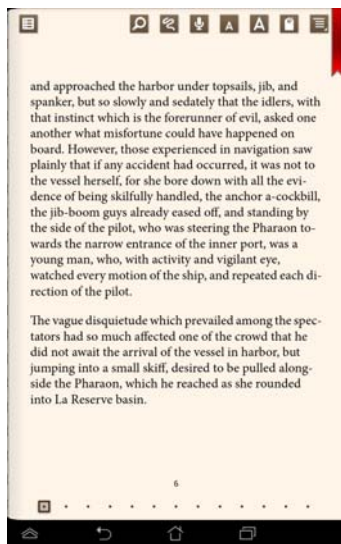 A
A
and approached the harbor under topsails, jib, and
spanker, but so slowly and sedately that the idlers, with
that instinct which is the forerunner of evil, asked one
another what misfortune could have happened on
board. However, those experienced in navigation saw
plainly that if any accident had occurred, it was not to
the vessel herself, for she bore down with all the evi-
dence of being skilfully handled, the anchor a-cockbill,
the jib-boom guys already eased off, and standing by
the side of the pilot, who was steering the Pharaon to-
wards the narrow entrance of the inner port, was a
young man, who, with activity and vigilant eye,
watched every motion of the ship, and repeated each di-
rection of the pilot.
The vague disquietude which prevailed among the spec-
tators had so much affected one of the crowd that he
did not await the arrival of the vessel in harbor, but
jumping into a small skiff, desired to be pulled along-
side the Pharaon, which he reached as she rounded
into La Reserve basin.
6